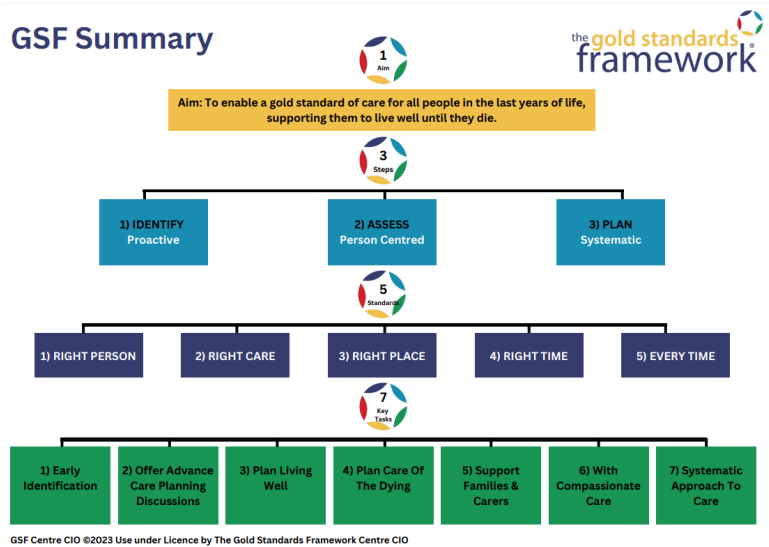 GSF Summary
the gold standards
framework®
1
Aim
Aim: To enable a gold standard of care for all people in the last years of life,
supporting them to live well until they die.
3
Steps
1) IDENTIFY
Proactive
2) ASSESS
Person Centred
3) PLAN
Systematic
5
Standards
1) RIGHT PERSON
2) RIGHT CARE
3) RIGHT PLACE
4) RIGHT TIME
5) EVERY TIME
7
Key
Tasks
1) Early
Identification
2) Offer Advance
Care Planning
Discussions
3) Plan Living
Well
4) Plan Care Of
The Dying
5) Support
Families &
Carers
6) With
Compassionate
Care
7) Systematic
Approach To
Care
GSF Centre CIO ©2023 Use under Licence by The Gold Standards Framework Centre CIO